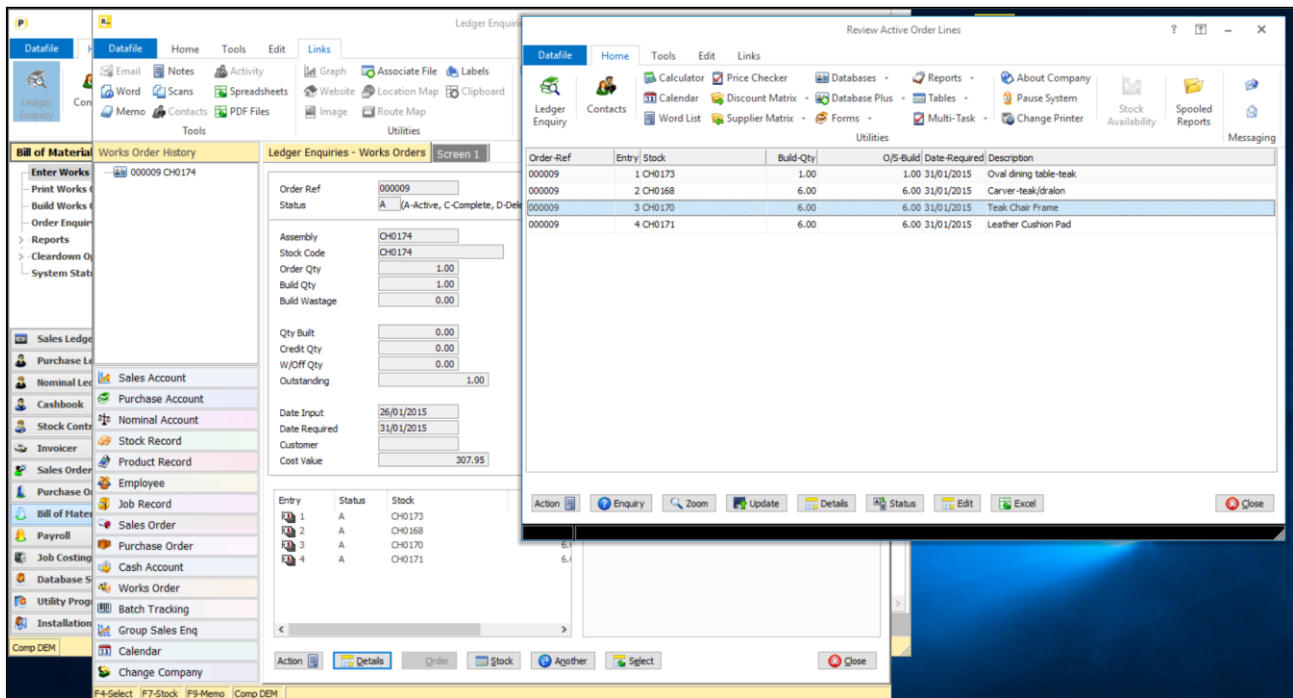 Ledger Enquiri
Datafile
Datafile Home Tools Edit Links
Email Notes Activity
Word Scans Spreadsheets
Memo Contacts PDF Files
Tools
Graph Associate File Labels
Website Location Map Clipboard
Image Route Map
Utilities
Ledger
Enquiry
Con
Bill of Material
Enter Works
Print Works
Build Works
Order Enquir
Reports
Cleardown Op
System Stat
Sales Ledge
Purchase Le
Nominal Led
Cashbook
Stock Contr
Invoicer
Sales Order
Purchase O
Bill of Mater
Payroll
Job Costing
Database S
Utility Progr
Installation
Comp DEM
Works Order History
000009 CH0174
Sales Account
Purchase Account
Nominal Account
Stock Record
Product Record
Employee
Job Record
Sales Order
Purchase Order
Cash Account
Works Order
Batch Tracking
Group Sales Enq
Calendar
Change Company
F4-Select F7-Stock F9-Memo Comp DEM
Ledger Enquiries - Works Orders Screen 1
Order Ref 000009
Status A (A-Active, C-Complete, D-Dele
Assembly CH0174
Stock Code CH0174
Order Qty 1.00
Build Qty 1.00
Build Wastage 0.00
Qty Built 0.00
Credit Qty 0.00
W/Off Qty 0.00
Outstanding 1.00
Date Input 26/01/2015
Date Required 31/01/2015
Customer
Cost Value 307.95
Entry Status Stock
1 A CH0173
2 A CH0168
3 A CH0170 6.
4 A CH0171 6.
Action Details Order Stock Another Select Close
Review Active Order Lines
Datafile Home Tools Edit Links
Ledger
Enquiry
Contacts
Calculator Price Checker Databases Reports About Company
Calendar Discount Matrix Database Plus Tables Pause System
Word List Supplier Matrix Forms Multi-Task Change Printer
Utilities
Stock
Availability
Spooled
Reports
Messaging
Order-Ref Entry Stock Build-Qty O/S-Build Date-Required Description
000009 1 CH0173 1.00 1.00 31/01/2015 Oval dining table-teak
000009 2 CH0168 6.00 6.00 31/01/2015 Carver-teak/dralon
000009 3 CH0170 6.00 6.00 31/01/2015 Teak Chair Frame
000009 4 CH0171 6.00 6.00 31/01/2015 Leather Cushion Pad
Action Enquiry Zoom Update Details Status Edit Excel Close